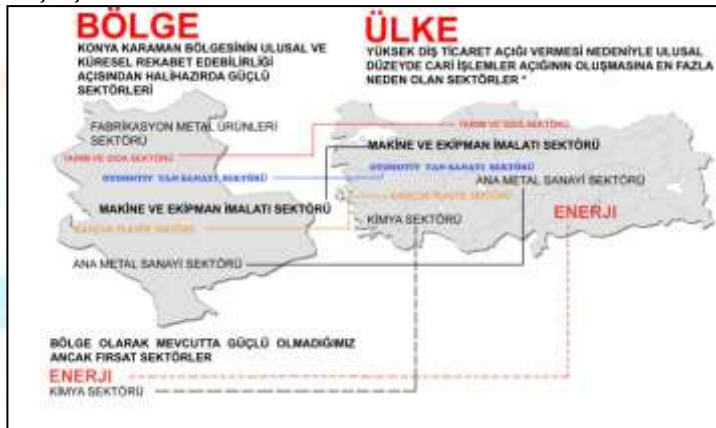 BÖLGE
KONYA KARAMAN BÖLGESİNİN ULUSAL VE
KÜRESEL REKABET EDEBİLİRLİĞİ
AÇISINDAN HALİHAZIRDA GÜÇLÜ
SEKTÖRLERİ
FABRİKASYON METAL ÜRÜNLERİ
SEKTÖRÜ
TARIM VE GIDA SEKTÖRÜ
OTOMOTİV YAN SANAYİ SEKTÖRÜ
MAKİNE VE EKİPMAN İMALATI SEKTÖRÜ
KAUÇUK PLASTİK SEKTÖRÜ
ANA METAL SANAYİ SEKTÖRÜ
BÖLGE OLARAK MEVCUTTA GÜÇLÜ OLMADIĞIMIZ
ANCAK FIRSAT SEKTÖRLER
ENERJI
KİMYA SEKTÖRÜ
ÜLKE
YÜKSEK DIŞ TİCARET AÇIĞI VERMESİ NEDENİYLE ULUSAL
DÜZEYDE CARİ İŞLEMLER AÇIĞININ OLUŞMASINA EN FAZLA
NEDEN OLAN SEKTÖRLER *
TARIM VE GIDA SEKTÖRÜ
MAKİNE VE EKİPMAN İMALATI SEKTÖRÜ
OTOMOTİV YAN SANAYİ SEKTÖRÜ
ANA METAL SANAYİ SEKTÖRÜ
KAUÇUK PLASTİK SEKTÖRÜ
KİMYA SEKTÖRÜ
ENERJI